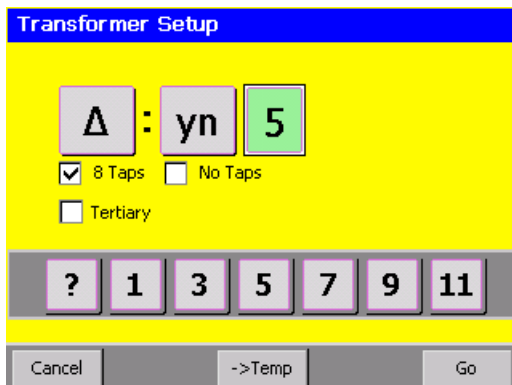 Transformer Setup
Δ : yn 5
8 Taps No Taps
Tertiary
? 1 3 5 7 9 11
Cancel ->Temp Go